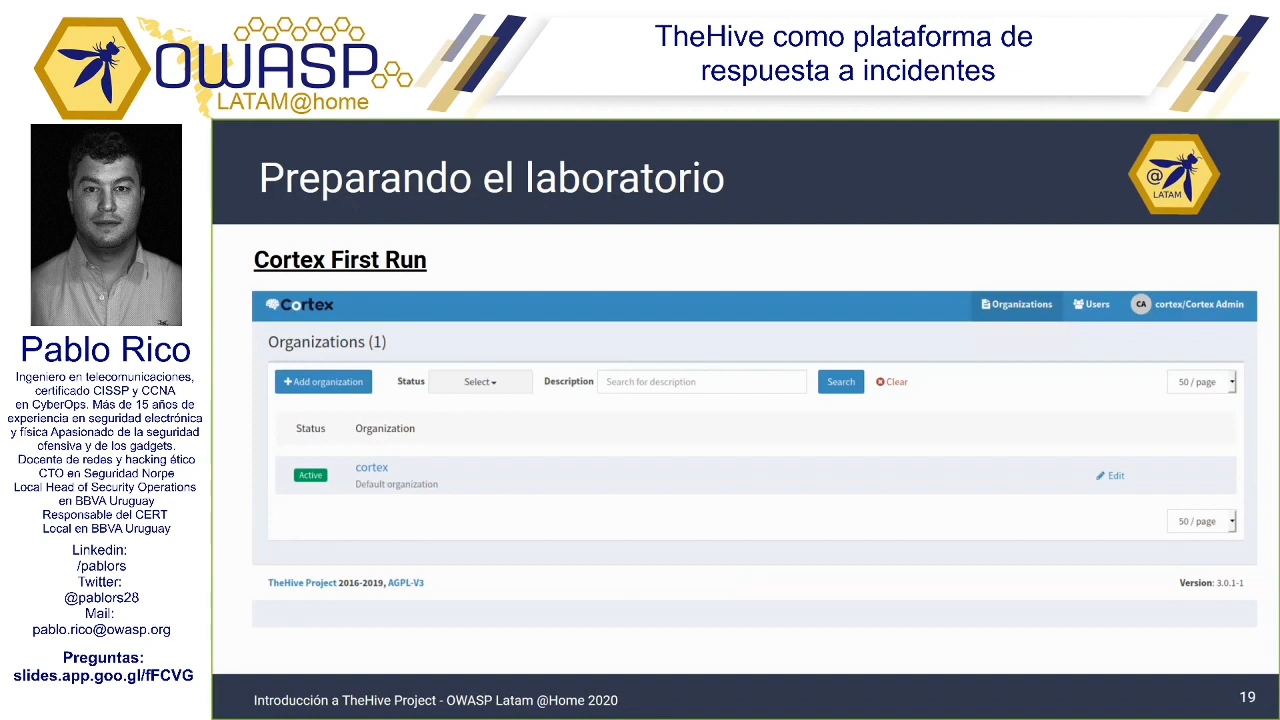 OWASP
LATAM@home
TheHive como plataforma de
respuesta a incidentes
Pablo Rico
Ingeniero en telecomunicaciones,
certificado CISSP y CCNA
en CyberOps. Más de 15 años de
experiencia en seguridad electrónica
y física Apasionado de la seguridad
ofensiva y de los gadgets.
Docente de redes y hacking ético
CTO en Seguridad Norpe
Local Head of Security Operations
en BBVA Uruguay
Responsable del CERT
Local en BBVA Uruguay
Linkedin:
/pablors
Twitter:
@pablors28
Mail:
pablo.rico@owasp.org
Preguntas:
slides.app.goo.gl/fFCVG
Preparando el laboratorio
@
LATAM
Cortex First Run
Cortex
Organizations Users CA cortex/Cortex Admin
Organizations (1)
+ Add organization Status Select Description Search for description Search Clear 50 / page
Status Organization
Active cortex Edit
Default organization
50 / page
TheHive Project 2016-2019, AGPL-V3 Version: 3.0.1-1
Introducción a TheHive Project - OWASP Latam @Home 2020 19